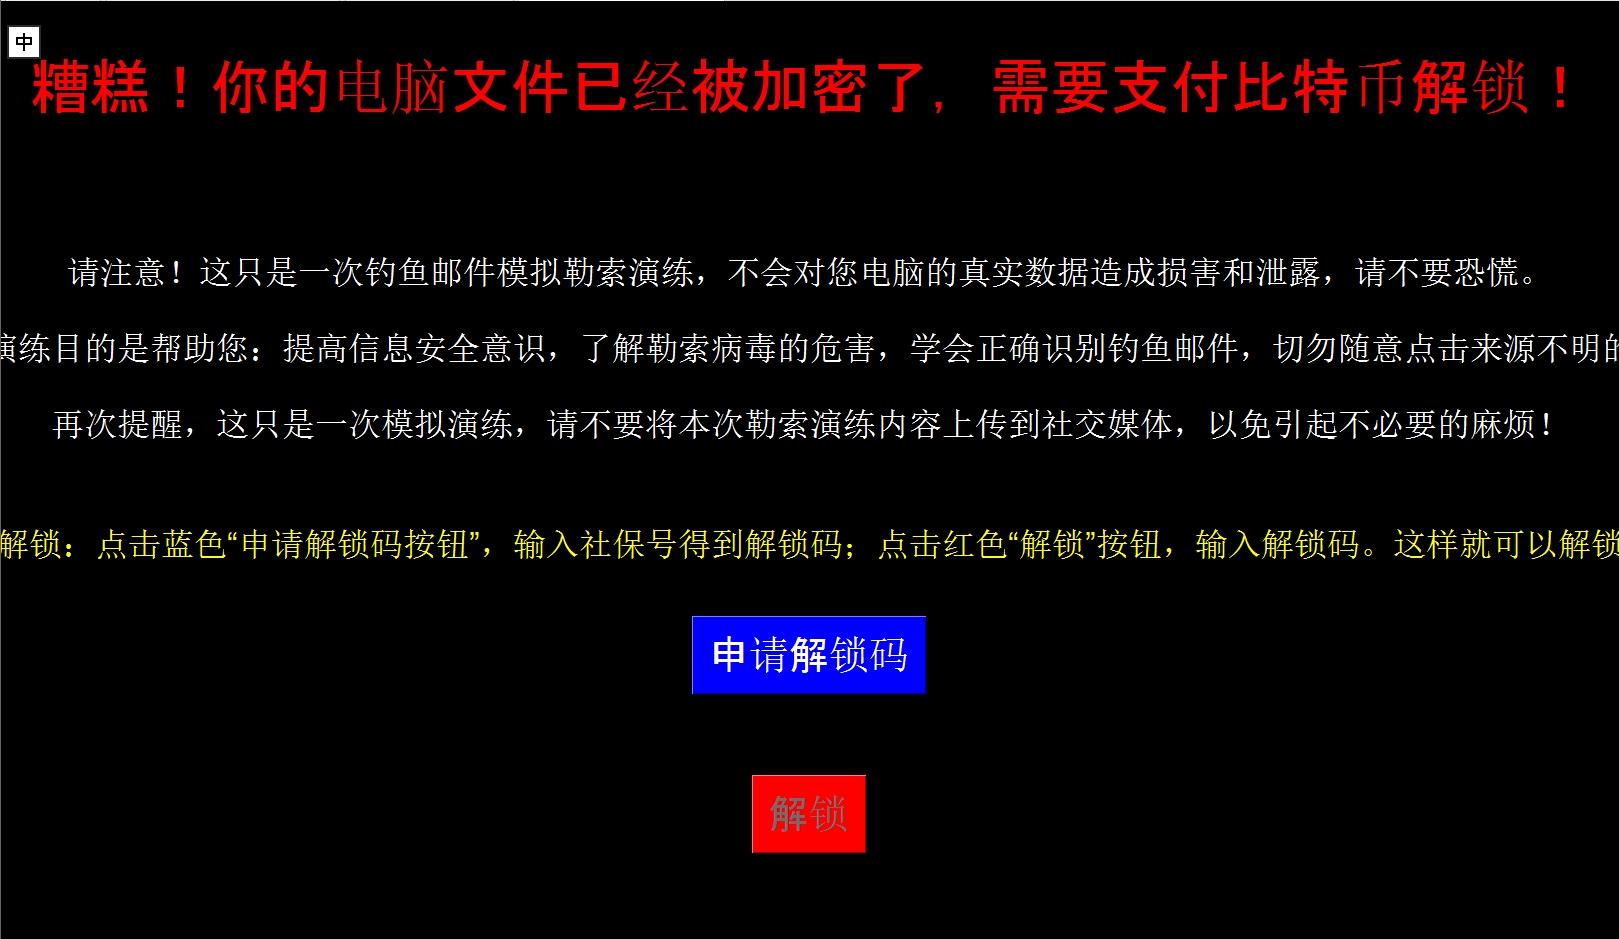 中
糟糕！你的电脑文件已经被加密了，需要支付比特币解锁！
请注意！这只是一次钓鱼邮件模拟勒索演练，不会对您电脑的真实数据造成损害和泄露，请不要恐慌。
演练目的是帮助您：提高信息安全意识，了解勒索病毒的危害，学会正确识别钓鱼邮件，切勿随意点击来源不明的
再次提醒，这只是一次模拟演练，请不要将本次勒索演练内容上传到社交媒体，以免引起不必要的麻烦！
解锁：点击蓝色“申请解锁码按钮”，输入社保号得到解锁码；点击红色“解锁”按钮，输入解锁码。这样就可以解锁
申请解锁码
解锁